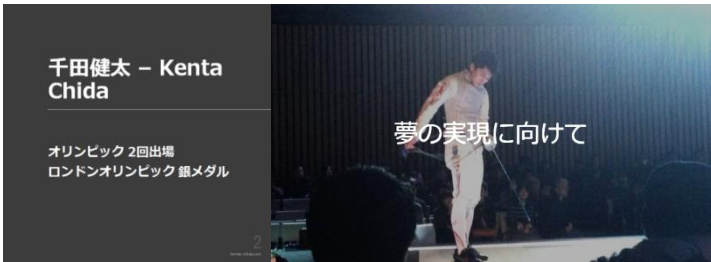 千田健太 – Kenta
Chida
オリンピック 2回出場
ロンドンオリンピック 銀メダル
夢の実現に向けて
2